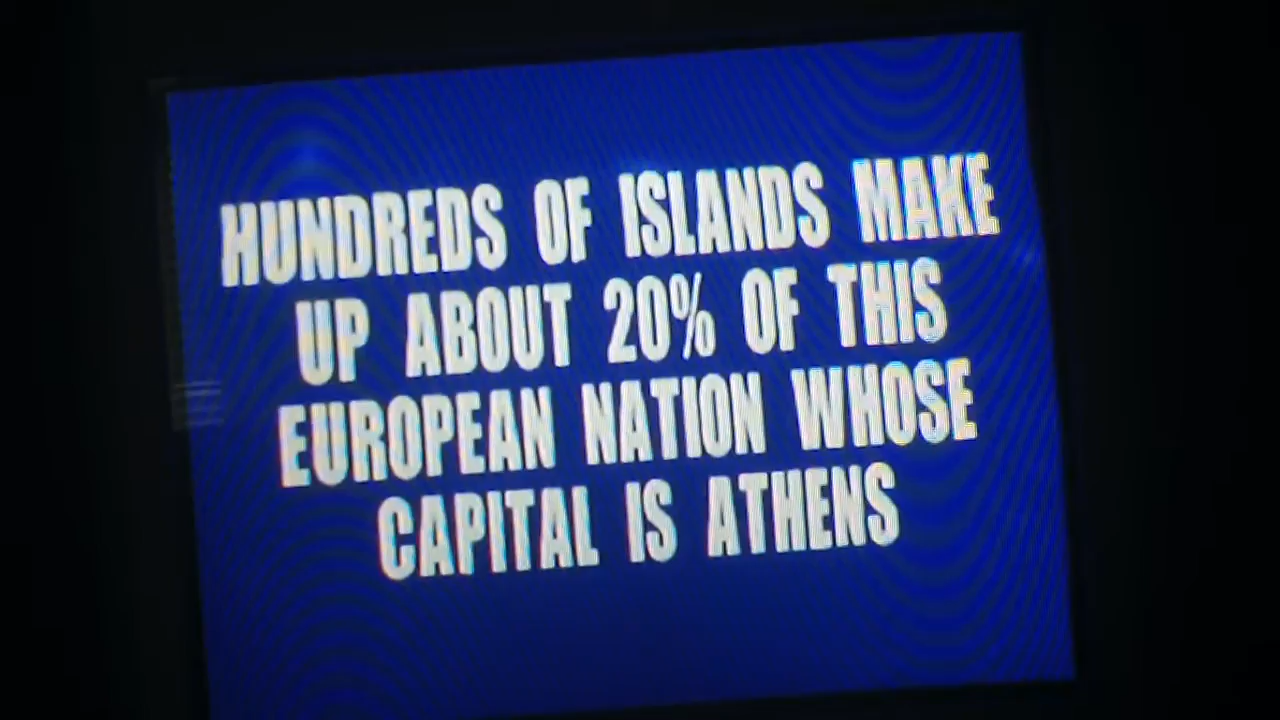 HUNDREDS OF ISLANDS MAKE
UP ABOUT 20% OF THIS
EUROPEAN NATION WHOSE
CAPITAL IS ATHENS